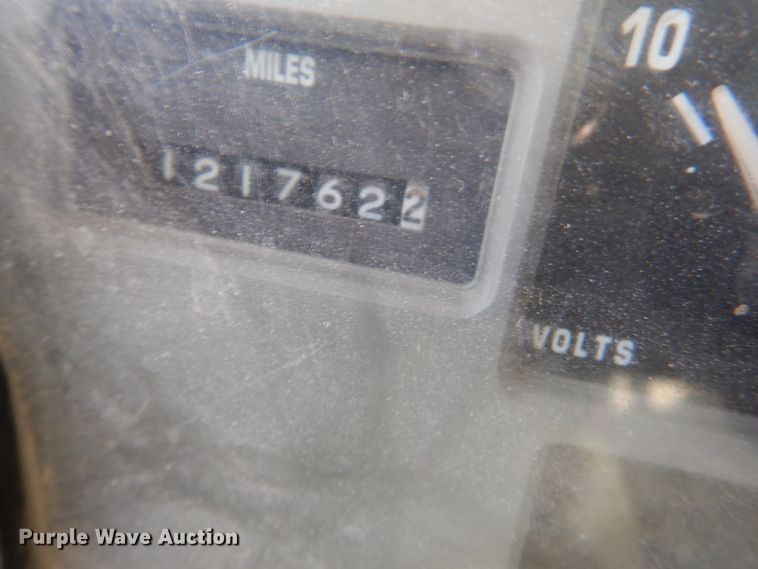 10
MILES
1217622
VOLTS
Purple Wave Auction